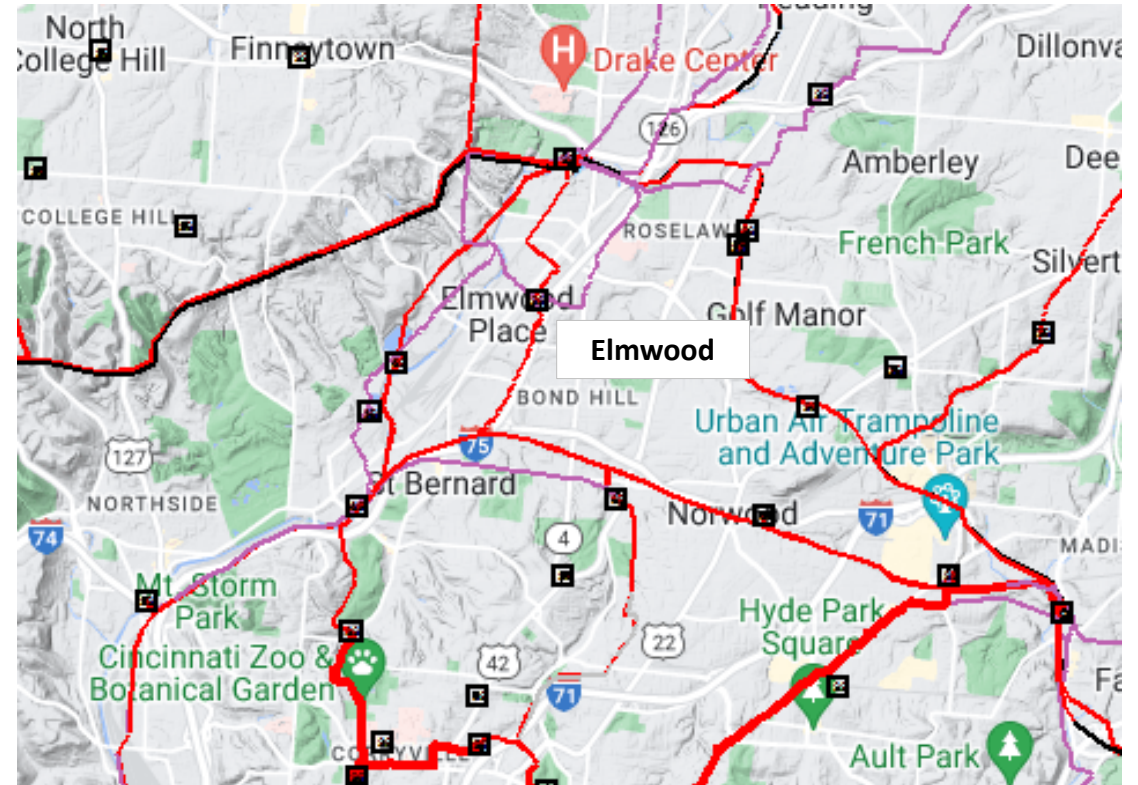 North
College Hill
Finneytown
Drake Center
Reading
Dillonva
126
Amberley
Dee
COLLEGE HILL
ROSELAWN
French Park
Silvert
Elmwood
Place
Golf Manor
Elmwood
BOND HILL
Urban Air Trampoline
and Adventure Park
75
127
St Bernard
NORTHSIDE
Norwood
71
74
4
MADI
Mt. Storm
Park
Hyde Park
Square
22
Cincinnati Zoo &
Botanical Garden
42
71
Fa
CORRYVILLE
Ault Park
H